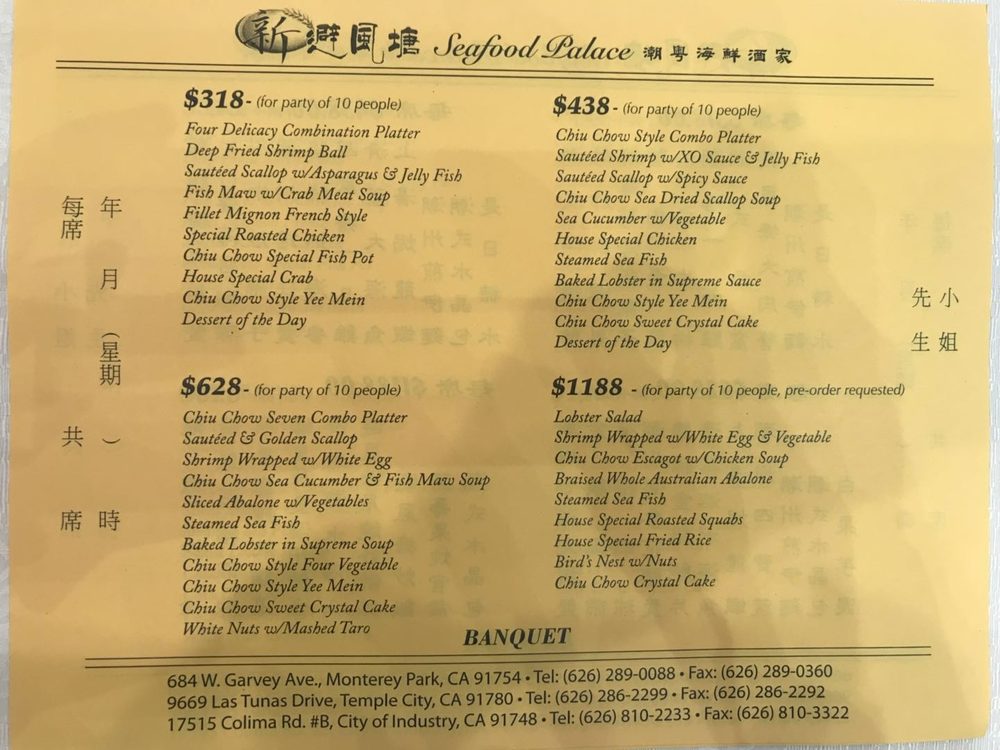 新避風塘 Seafood Palace 潮粵海鮮酒家
$318- (for party of 10 people)
Four Delicacy Combination Platter
Deep Fried Shrimp Ball
Sautéed Scallop w/Asparagus & Jelly Fish
Fish Maw w/Crab Meat Soup
Fillet Mignon French Style
Special Roasted Chicken
Chiu Chow Special Fish Pot
House Special Crab
Chiu Chow Style Yee Mein
Dessert of the Day
$438- (for party of 10 people)
Chiu Chow Style Combo Platter
Sautéed Shrimp w/XO Sauce & Jelly Fish
Sautéed Scallop w/Spicy Sauce
Chiu Chow Sea Dried Scallop Soup
Sea Cucumber w/Vegetable
House Special Chicken
Steamed Sea Fish
Baked Lobster in Supreme Sauce
Chiu Chow Style Yee Mein
Chiu Chow Sweet Crystal Cake
Dessert of the Day
$628- (for party of 10 people)
Chiu Chow Seven Combo Platter
Sautéed & Golden Scallop
Shrimp Wrapped w/White Egg
Chiu Chow Sea Cucumber & Fish Maw Soup
Sliced Abalone w/Vegetables
Steamed Sea Fish
Baked Lobster in Supreme Soup
Chiu Chow Style Four Vegetable
Chiu Chow Style Yee Mein
Chiu Chow Sweet Crystal Cake
White Nuts w/Mashed Taro
$1188 - (for party of 10 people, pre-order requested)
Lobster Salad
Shrimp Wrapped w/White Egg & Vegetable
Chiu Chow Escagot w/Chicken Soup
Braised Whole Australian Abalone
Steamed Sea Fish
House Special Roasted Squabs
House Special Fried Rice
Bird's Nest w/Nuts
Chiu Chow Crystal Cake
年 月 （星期 ） 時
每席 共 席
小姐
先生
BANQUET
684 W. Garvey Ave., Monterey Park, CA 91754 • Tel: (626) 289-0088 • Fax: (626) 289-0360
9669 Las Tunas Drive, Temple City, CA 91780 • Tel: (626) 286-2299 • Fax: (626) 286-2292
17515 Colima Rd. #B, City of Industry, CA 91748 • Tel: (626) 810-2233 • Fax: (626) 810-3322